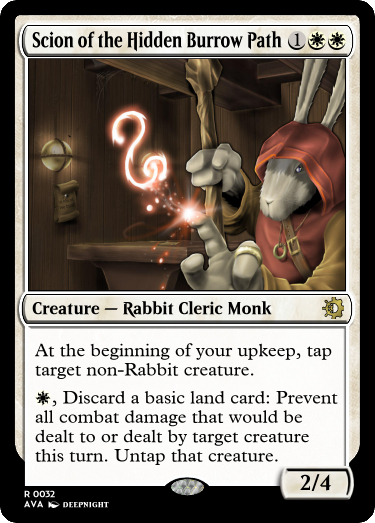 Scion of the Hidden Burrow Path 1
Creature — Rabbit Cleric Monk
At the beginning of your upkeep, tap
target non-Rabbit creature.
, Discard a basic land card: Prevent
all combat damage that would be
dealt to or dealt by target creature
this turn. Untap that creature.
2/4
R 0032
AVA DEEPNIGHT